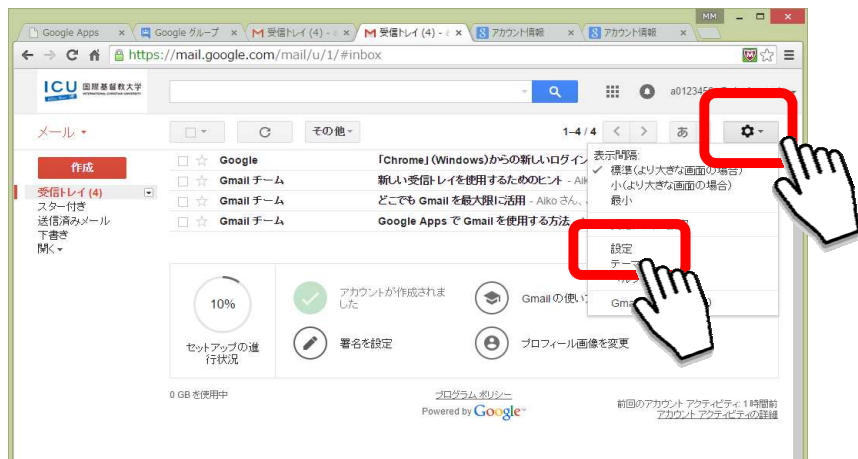 Google Apps
Google グループ
受信トレイ (4) -
受信トレイ (4) -
アカウント情報
アカウント情報
MM
https://mail.google.com/mail/u/1/#inbox
ICU 国際基督教大学
メール
その他
1–4 / 4
あ
作成
受信トレイ (4)
スター付き
送信済みメール
下書き
開く
Google 「Chrome」(Windows)からの新しいログイン
Gmail チーム 新しい受信トレイを使用するためのヒント -
Gmail チーム どこでも Gmail を最大限に活用 - Aiko さん、
Gmail チーム Google Apps で Gmail を使用する方法
表示間隔:
✓ 標準(より大きな画面の場合)
小(より大きな画面の場合)
最小
設定
テーマ
10%
セットアップの進
行状況
アカウントが作成されま
した
Gmail の使い
署名を設定
プロフィール画像を変更
0 GB を使用中
プログラム ポリシー
Powered by Google
前回のアカウント アクティビティ: 1 時間前
アカウント アクティビティの詳細